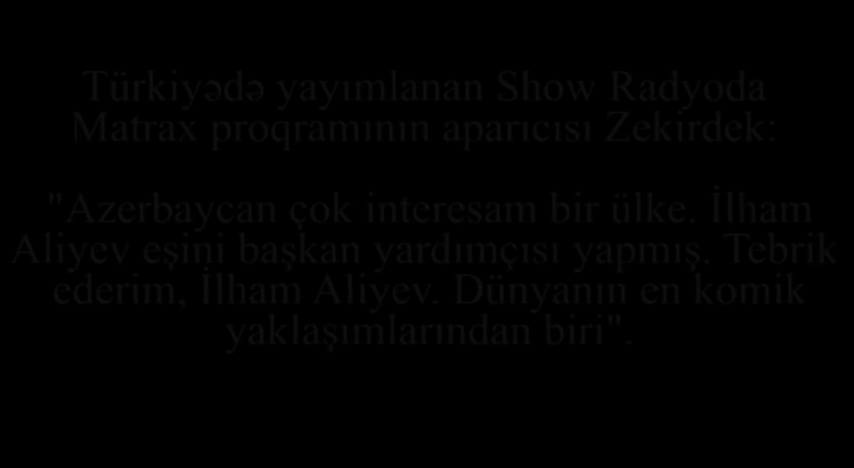 Türkiyədə yayımlanan Show Radyoda
Matrax proqramının aparıcısı Zekirdek:
"Azerbaycan çok interesam bir ülke. İlham
Aliyev eşini başkan yardımçısı yapmış. Tebrik
ederim, İlham Aliyev. Dünyanın en komik
yaklaşımlarından biri".